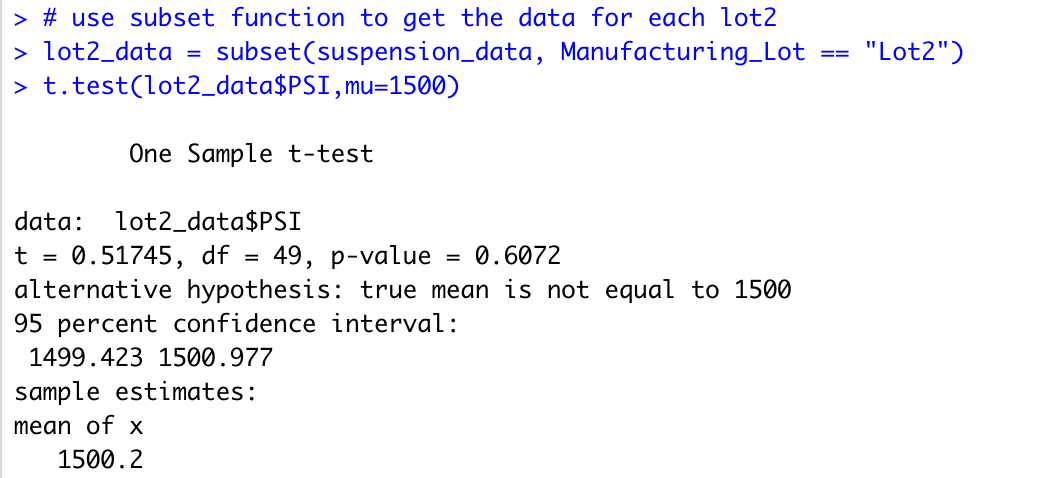 > # use subset function to get the data for each lot2
> lot2_data = subset(suspension_data, Manufacturing_Lot == "Lot2")
> t.test(lot2_data$PSI,mu=1500)
One Sample t-test
data:  lot2_data$PSI
t = 0.51745, df = 49, p-value = 0.6072
alternative hypothesis: true mean is not equal to 1500
95 percent confidence interval:
1499.423 1500.977
sample estimates:
mean of x
1500.2